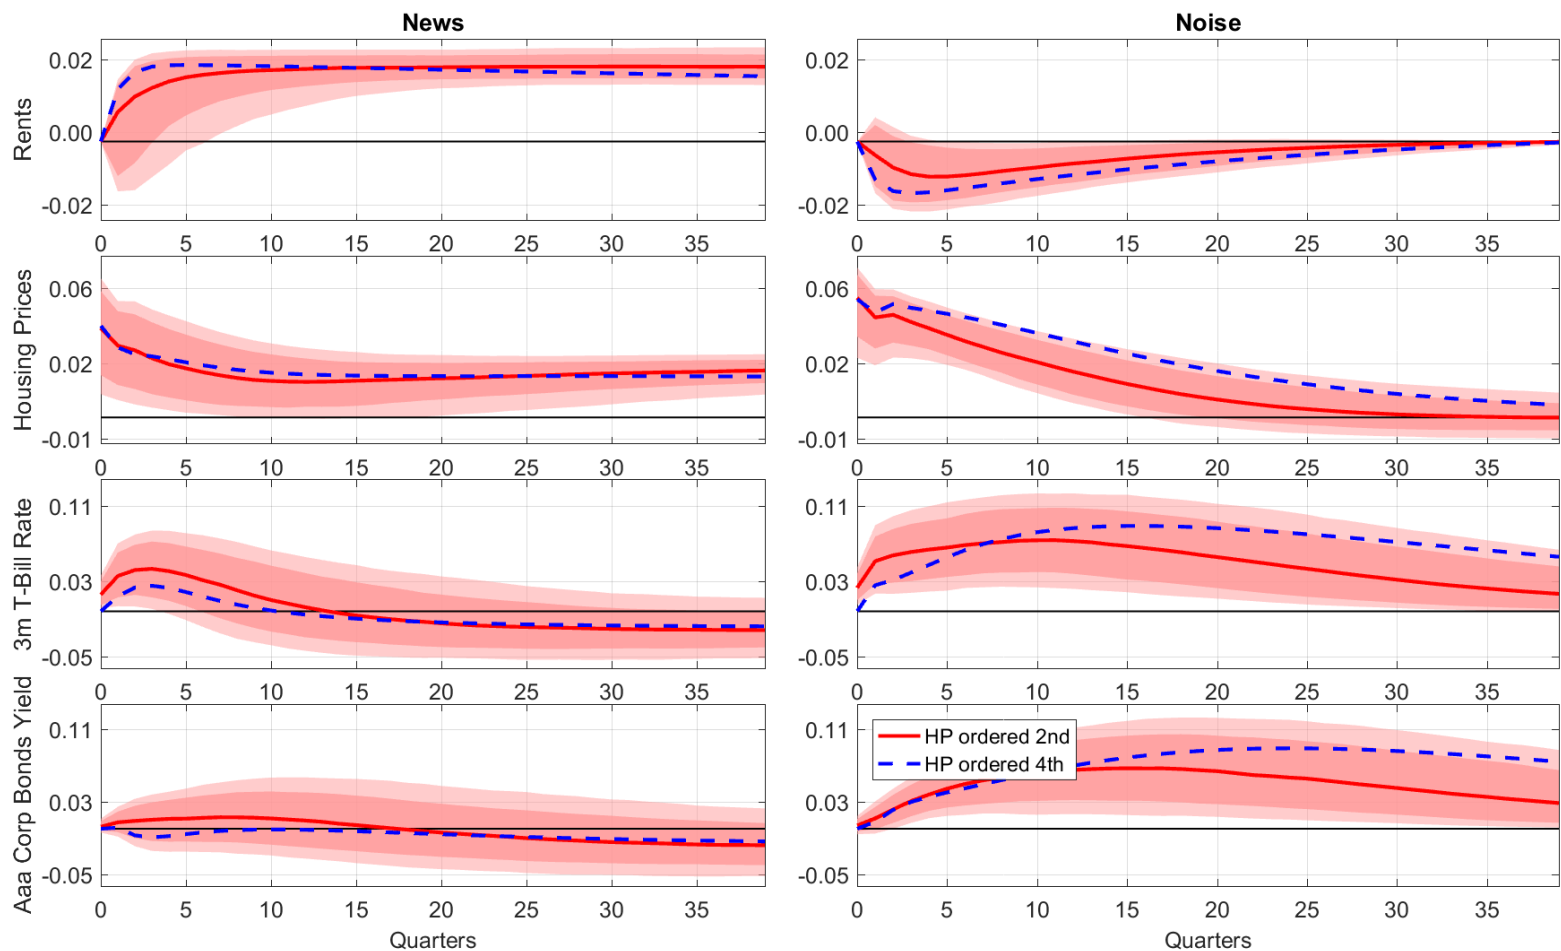 News
Noise
Rents
0.02
0.00
-0.02
0 5 10 15 20 25 30 35
0.02
0.00
-0.02
0 5 10 15 20 25 30 35
Housing Prices
0.06
0.02
-0.01
0 5 10 15 20 25 30 35
0.06
0.02
-0.01
0 5 10 15 20 25 30 35
3m T-Bill Rate
0.11
0.03
-0.05
0 5 10 15 20 25 30 35
0.11
0.03
-0.05
0 5 10 15 20 25 30 35
Aaa Corp Bonds Yield
0.11
0.03
-0.05
0 5 10 15 20 25 30 35
Quarters
0.11
0.03
-0.05
HP ordered 2nd
HP ordered 4th
0 5 10 15 20 25 30 35
Quarters